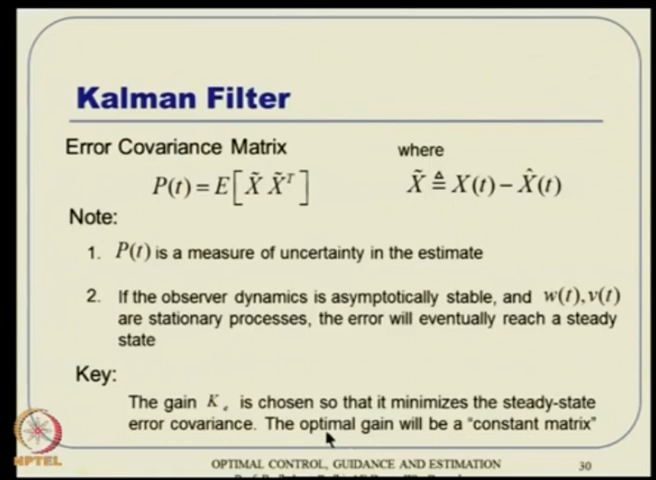 Kalman Filter
Error Covariance Matrix
where
P(t) = E[X̃ X̃ᵀ]
X̃ ≜ X(t) − X̂(t)
Note:
1. P(t) is a measure of uncertainty in the estimate
2. If the observer dynamics is asymptotically stable, and w(t), v(t)
are stationary processes, the error will eventually reach a steady
state
Key:
The gain Kₑ is chosen so that it minimizes the steady-state
error covariance. The optimal gain will be a "constant matrix"
NPTEL
OPTIMAL CONTROL, GUIDANCE AND ESTIMATION
30